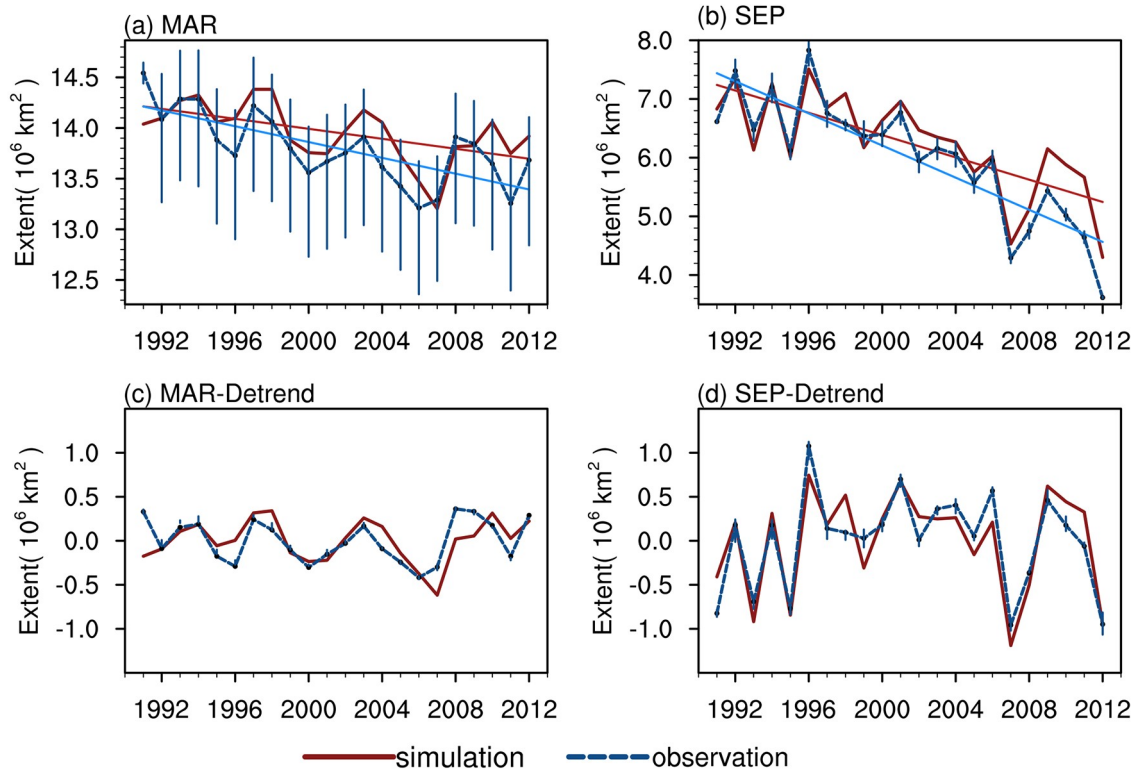 (a) MAR
Extent( 10⁶ km² )
14.5
14.0
13.5
13.0
12.5
1992 1996 2000 2004 2008 2012
(b) SEP
Extent( 10⁶ km² )
8.0
7.0
6.0
5.0
4.0
1992 1996 2000 2004 2008 2012
(c) MAR-Detrend
Extent( 10⁶ km² )
1.0
0.5
0.0
-0.5
-1.0
1992 1996 2000 2004 2008 2012
(d) SEP-Detrend
Extent( 10⁶ km² )
1.0
0.5
0.0
-0.5
-1.0
1992 1996 2000 2004 2008 2012
simulation observation